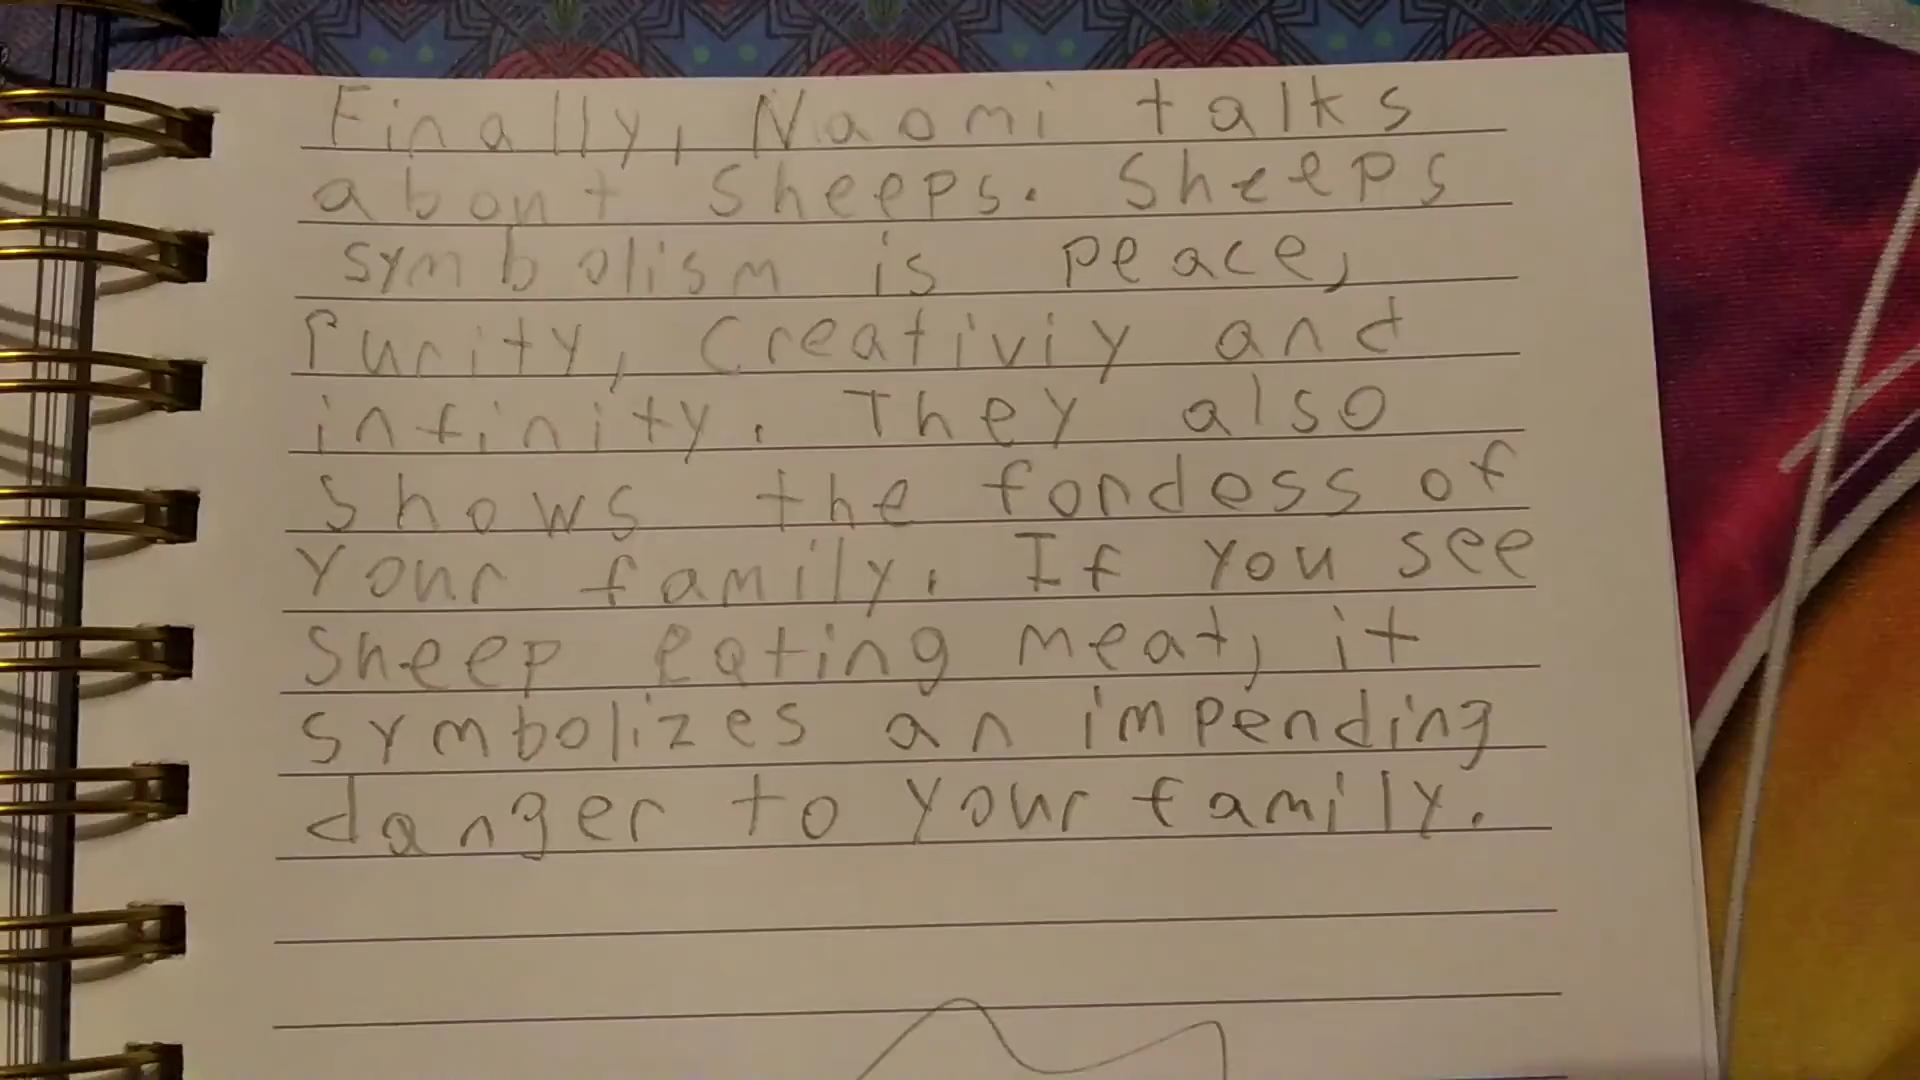 Finally, Naomi talks
about sheeps. Sheeps
symbolism is peace,
Purity, Creativiy and
infinity. They also
shows the fondess of
Your family. If you see
sheep eating meat, it
symbolizes an impending
danger to your family.